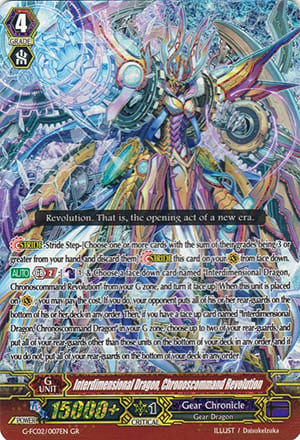 4
GRADE
Revolution. That is, the opening act of a new era.
STRIDE -Stride Step- [Choose one or more cards with the sum of their grades being 3 or
greater from your hand, and discard them] STRIDE this card on your from face down.
AUTO [Choose a face down card named "Interdimensional Dragon,
Chronoscommand Revolution" from your G zone, and turn it face up] When this unit is placed
on , you may pay the cost. If you do, your opponent puts all of his or her rear-guards on the
bottom of his or her deck in any order. Then, if you have a face up card named "Interdimensional
Dragon, Chronoscommand Dragon" in your G zone, choose up to two of your rear-guards, and
put all of your other rear-guards other than those units on the bottom of your deck in any order, and if
you do not, put all of your rear-guards on the bottom of your deck in any order.
G
UNIT
Interdimensional Dragon, Chronoscommand Revolution
POWER 15000+
1
CRITICAL
Gear Chronicle
Gear Dragon
G-FC02/007EN GR
ILLUST / DaisukeIzuka